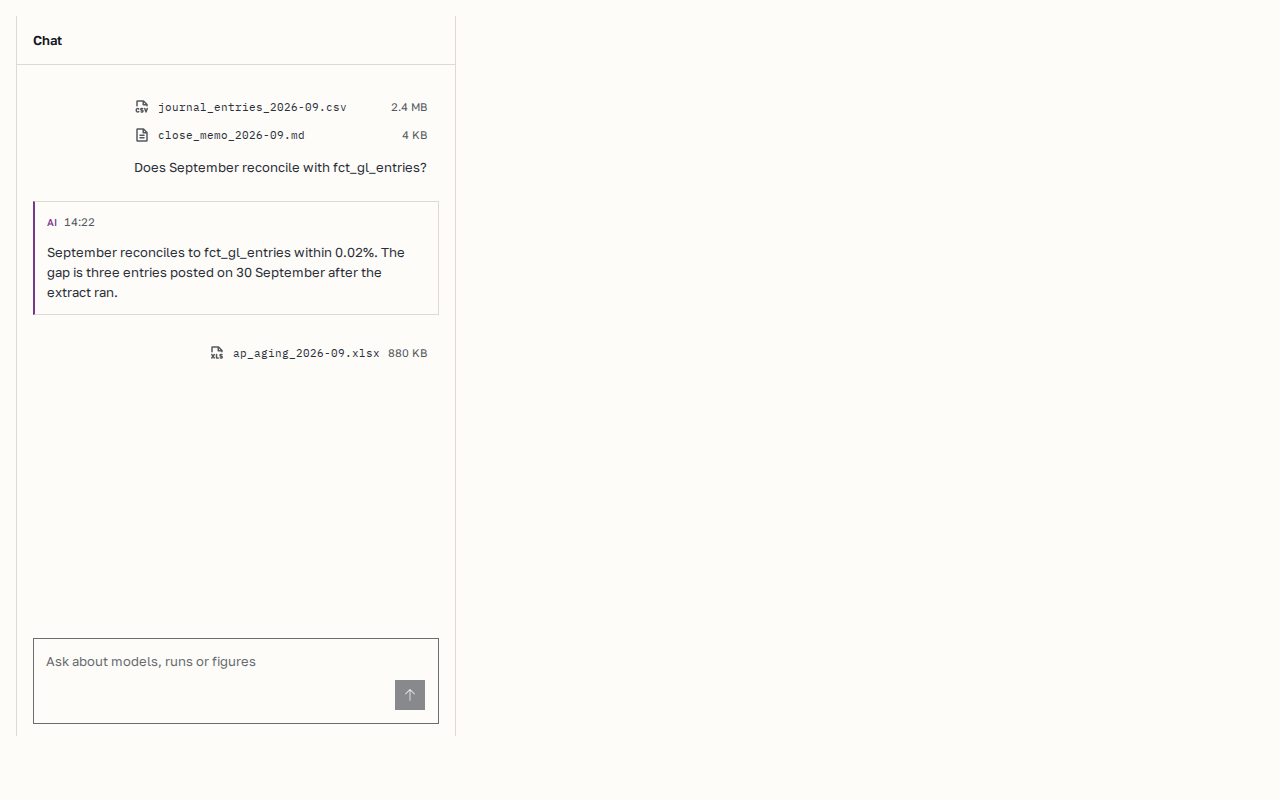 Chat
journal_entries_2026-09.csv 2.4 MB
close_memo_2026-09.md 4 KB
Does September reconcile with fct_gl_entries?
AI 14:22
September reconciles to fct_gl_entries within 0.02%. The
gap is three entries posted on 30 September after the
extract ran.
ap_aging_2026-09.xlsx 880 KB
Ask about models, runs or figures